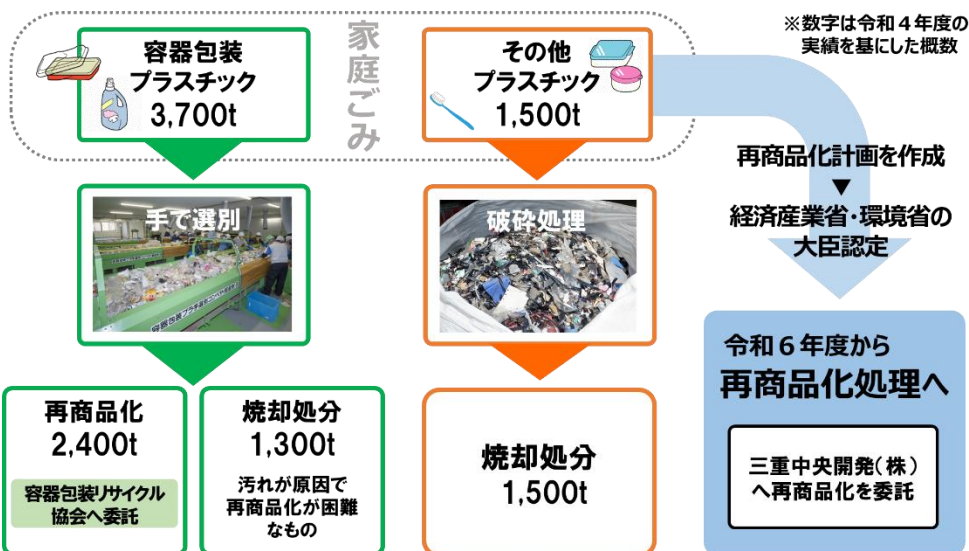 ※数字は令和４年度の
実績を基にした概数
家庭ごみ
容器包装
プラスチック
3,700t
その他
プラスチック
1,500t
手で選別
破砕処理
再商品化
2,400t
容器包装リサイクル
協会へ委託
焼却処分
1,300t
汚れが原因で
再商品化が困難
なもの
焼却処分
1,500t
再商品化計画を作成
▼
経済産業省・環境省の
大臣認定
令和６年度から
再商品化処理へ
三重中央開発（株）
へ再商品化を委託